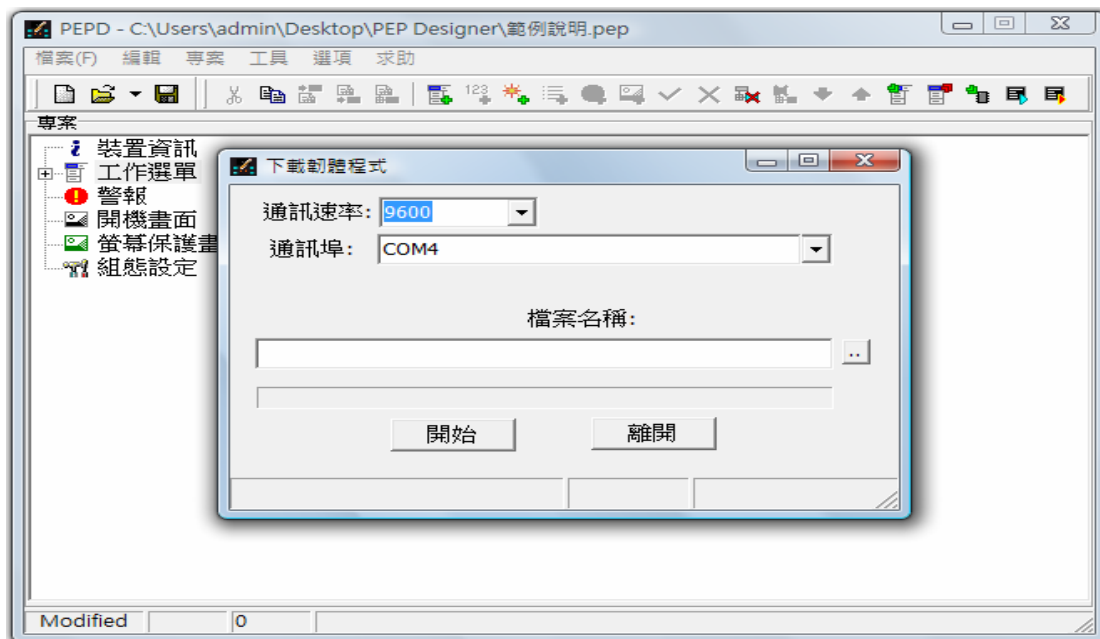 PEPD - C:\Users\admin\Desktop\PEP Designer\範例說明.pep
檔案(F) 編輯 專案 工具 選項 求助
專案
裝置資訊
工作選單
警報
開機畫面
螢幕保護畫
組態設定
下載韌體程式
通訊速率: 9600
通訊埠: COM4
檔案名稱:
..
開始 離開
Modified 0